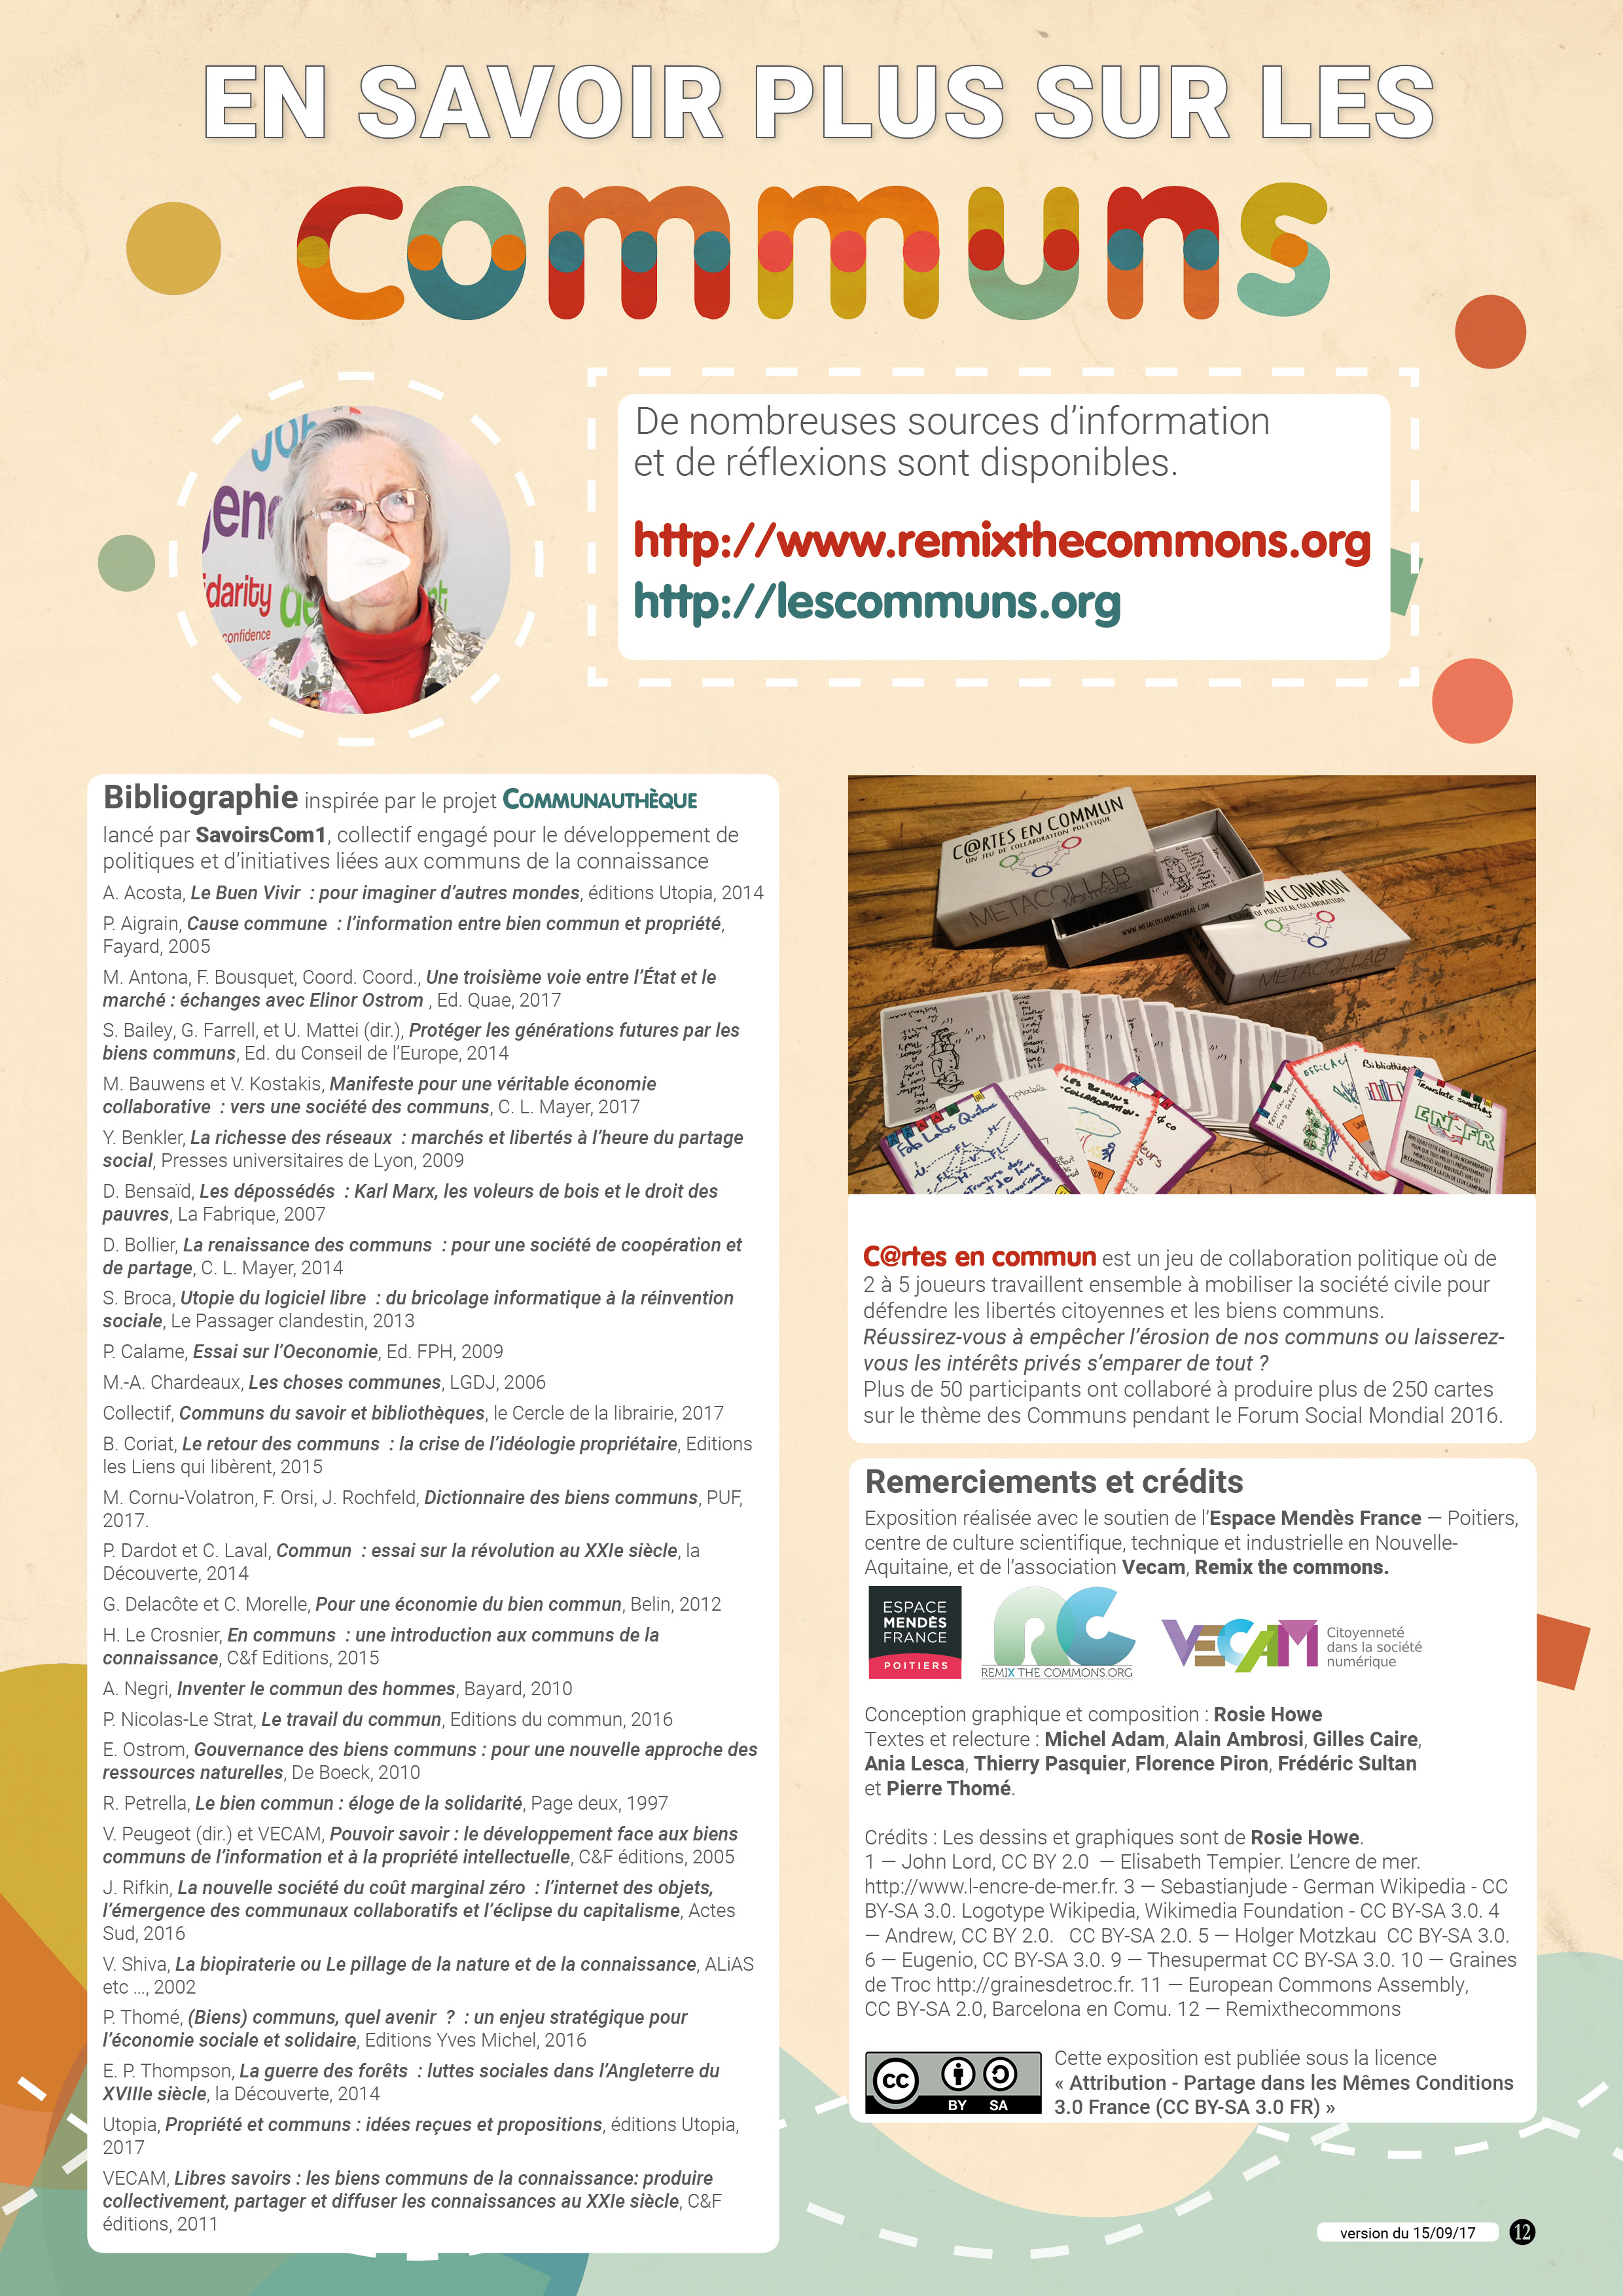 EN SAVOIR PLUS SUR LES
communs
job
gend
idarity
de
nt
confidence
De nombreuses sources d'information
et de réflexions sont disponibles.
http://www.remixthecommons.org
http://lescommuns.org
Bibliographie inspirée par le projet COMMUNAUTHÈQUE
lancé par SavoirsCom1, collectif engagé pour le développement de
politiques et d'initiatives liées aux communs de la connaissance
A. Acosta, Le Buen Vivir : pour imaginer d'autres mondes, éditions Utopia, 2014
P. Aigrain, Cause commune : l'information entre bien commun et propriété,
Fayard, 2005
M. Antona, F. Bousquet, Coord. Coord., Une troisième voie entre l'État et le
marché : échanges avec Elinor Ostrom , Ed. Quae, 2017
S. Bailey, G. Farrell, et U. Mattei (dir.), Protéger les générations futures par les
biens communs, Ed. du Conseil de l'Europe, 2014
M. Bauwens et V. Kostakis, Manifeste pour une véritable économie
collaborative : vers une société des communs, C. L. Mayer, 2017
Y. Benkler, La richesse des réseaux : marchés et libertés à l'heure du partage
social, Presses universitaires de Lyon, 2009
D. Bensaïd, Les dépossédés : Karl Marx, les voleurs de bois et le droit des
pauvres, La Fabrique, 2007
D. Bollier, La renaissance des communs : pour une société de coopération et
de partage, C. L. Mayer, 2014
S. Broca, Utopie du logiciel libre : du bricolage informatique à la réinvention
sociale, Le Passager clandestin, 2013
P. Calame, Essai sur l'Oeconomie, Ed. FPH, 2009
M.-A. Chardeaux, Les choses communes, LGDJ, 2006
Collectif, Communs du savoir et bibliothèques, le Cercle de la librairie, 2017
B. Coriat, Le retour des communs : la crise de l'idéologie propriétaire, Editions
les Liens qui libèrent, 2015
M. Cornu-Volatron, F. Orsi, J. Rochfeld, Dictionnaire des biens communs, PUF,
2017.
P. Dardot et C. Laval, Commun : essai sur la révolution au XXIe siècle, la
Découverte, 2014
G. Delacôte et C. Morelle, Pour une économie du bien commun, Belin, 2012
H. Le Crosnier, En communs : une introduction aux communs de la
connaissance, C&f Editions, 2015
A. Negri, Inventer le commun des hommes, Bayard, 2010
P. Nicolas-Le Strat, Le travail du commun, Editions du commun, 2016
E. Ostrom, Gouvernance des biens communs : pour une nouvelle approche des
ressources naturelles, De Boeck, 2010
R. Petrella, Le bien commun : éloge de la solidarité, Page deux, 1997
V. Peugeot (dir.) et VECAM, Pouvoir savoir : le développement face aux biens
communs de l'information et à la propriété intellectuelle, C&F éditions, 2005
J. Rifkin, La nouvelle société du coût marginal zéro : l'internet des objets,
l'émergence des communaux collaboratifs et l'éclipse du capitalisme, Actes
Sud, 2016
V. Shiva, La biopiraterie ou Le pillage de la nature et de la connaissance, ALiAS
etc ..., 2002
P. Thomé, (Biens) communs, quel avenir ? : un enjeu stratégique pour
l'économie sociale et solidaire, Editions Yves Michel, 2016
E. P. Thompson, La guerre des forêts : luttes sociales dans l'Angleterre du
XVIIIe siècle, la Découverte, 2014
Utopia, Propriété et communs : idées reçues et propositions, éditions Utopia,
2017
VECAM, Libres savoirs : les biens communs de la connaissance: produire
collectivement, partager et diffuser les connaissances au XXIe siècle, C&F
éditions, 2011
C@RTES EN COMMUN
UN JEU DE COLLABORATION POLITIQUE
METACOLLAB
MONTRÉAL
WWW.METACOLLABMONTREAL.COM
IN COMMON
OF POLITICAL COLLABORATION
METACOLLAB
Fab Labs Québec
LES BESOINS
COLLABORATION
Translate something
EN-FR
C@rtes en commun est un jeu de collaboration politique où de
2 à 5 joueurs travaillent ensemble à mobiliser la société civile pour
défendre les libertés citoyennes et les biens communs.
Réussirez-vous à empêcher l'érosion de nos communs ou laisserez-
vous les intérêts privés s'emparer de tout ?
Plus de 50 participants ont collaboré à produire plus de 250 cartes
sur le thème des Communs pendant le Forum Social Mondial 2016.
Remerciements et crédits
Exposition réalisée avec le soutien de l'Espace Mendès France — Poitiers,
centre de culture scientifique, technique et industrielle en Nouvelle-
Aquitaine, et de l'association Vecam, Remix the commons.
ESPACE
MENDÈS
FRANCE
POITIERS
RC
REMIX THE COMMONS.ORG
VECAM
Citoyenneté
dans la société
numérique
Conception graphique et composition : Rosie Howe
Textes et relecture : Michel Adam, Alain Ambrosi, Gilles Caire,
Ania Lesca, Thierry Pasquier, Florence Piron, Frédéric Sultan
et Pierre Thomé.
Crédits : Les dessins et graphiques sont de Rosie Howe.
1 — John Lord, CC BY 2.0 — Elisabeth Tempier. L'encre de mer.
http://www.l-encre-de-mer.fr. 3 — Sebastianjude - German Wikipedia - CC
BY-SA 3.0. Logotype Wikipedia, Wikimedia Foundation - CC BY-SA 3.0. 4
— Andrew, CC BY 2.0. CC BY-SA 2.0. 5 — Holger Motzkau CC BY-SA 3.0.
6 — Eugenio, CC BY-SA 3.0. 9 — Thesupermat CC BY-SA 3.0. 10 — Graines
de Troc http://grainesdetroc.fr. 11 — European Commons Assembly,
CC BY-SA 2.0, Barcelona en Comu. 12 — Remixthecommons
cc BY SA
Cette exposition est publiée sous la licence
« Attribution - Partage dans les Mêmes Conditions
3.0 France (CC BY-SA 3.0 FR) »
version du 15/09/17
12